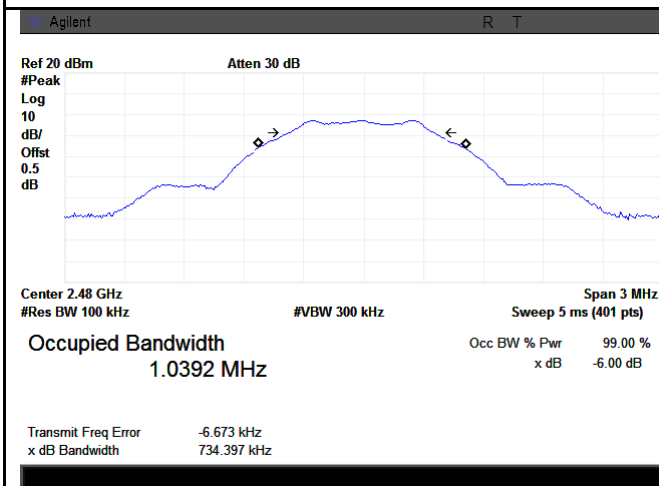 Agilent R T
Ref 20 dBm Atten 30 dB
#Peak
Log
10
dB/
Offst
0.5
dB
Center 2.48 GHz Span 3 MHz
#Res BW 100 kHz #VBW 300 kHz Sweep 5 ms (401 pts)
Occupied Bandwidth Occ BW % Pwr 99.00 %
1.0392 MHz x dB -6.00 dB
Transmit Freq Error -6.673 kHz
x dB Bandwidth 734.397 kHz